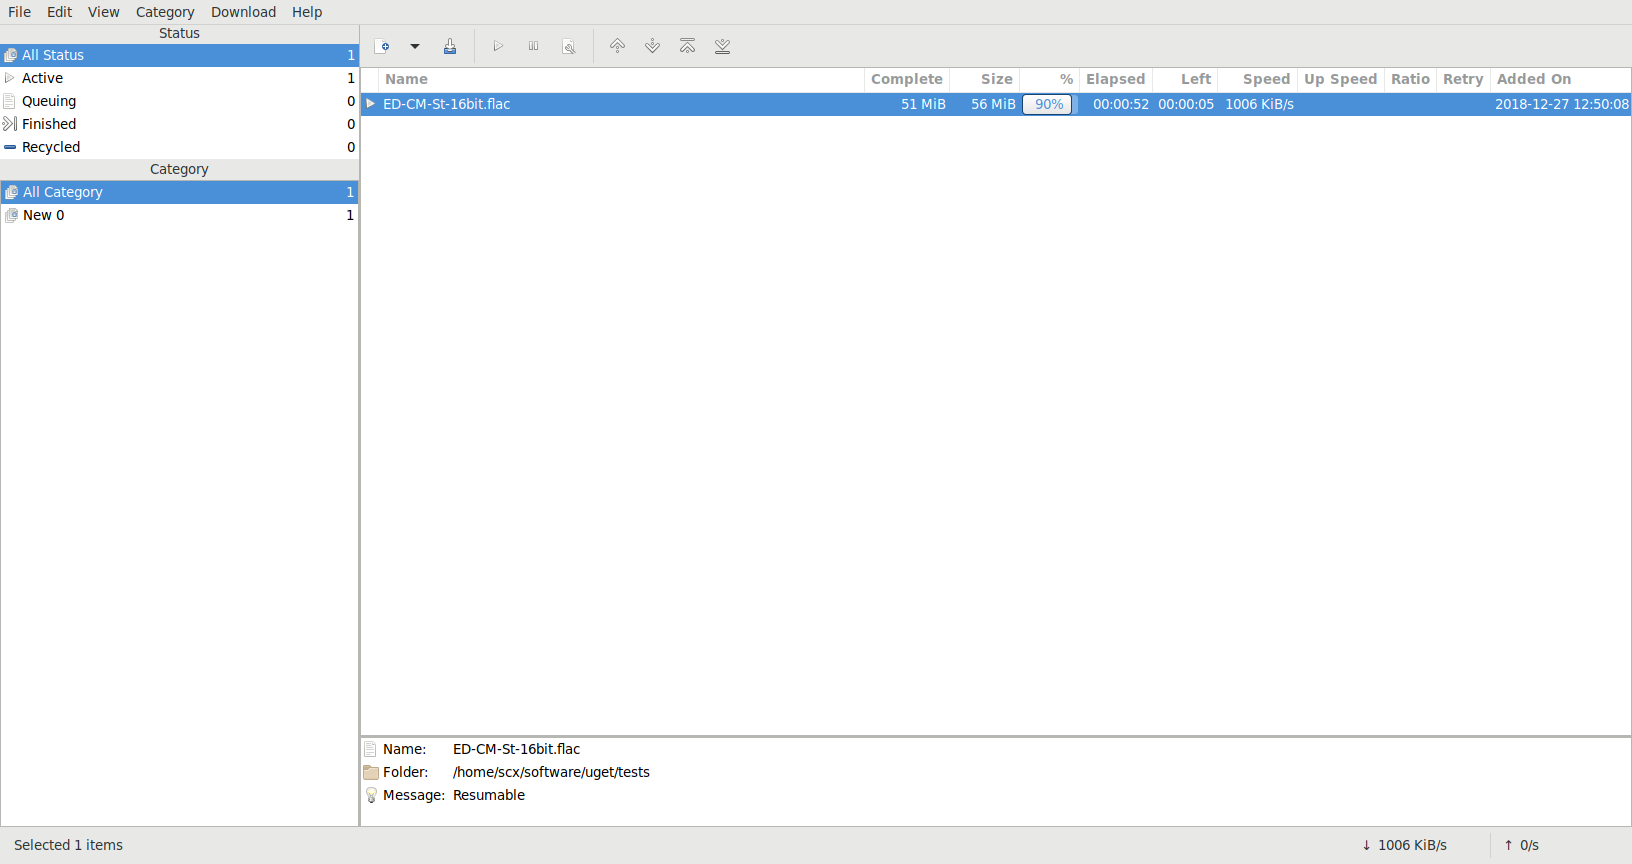 File Edit View Category Download Help
Status
All Status 1
Active 1
Queuing 0
Finished 0
Recycled 0
Category
All Category 1
New 0 1
Name Complete Size % Elapsed Left Speed Up Speed Ratio Retry Added On
ED-CM-St-16bit.flac 51 MiB 56 MiB 90% 00:00:52 00:00:05 1006 KiB/s 2018-12-27 12:50:08
Name: ED-CM-St-16bit.flac
Folder: /home/scx/software/uget/tests
Message: Resumable
Selected 1 items ↓ 1006 KiB/s ↑ 0/s